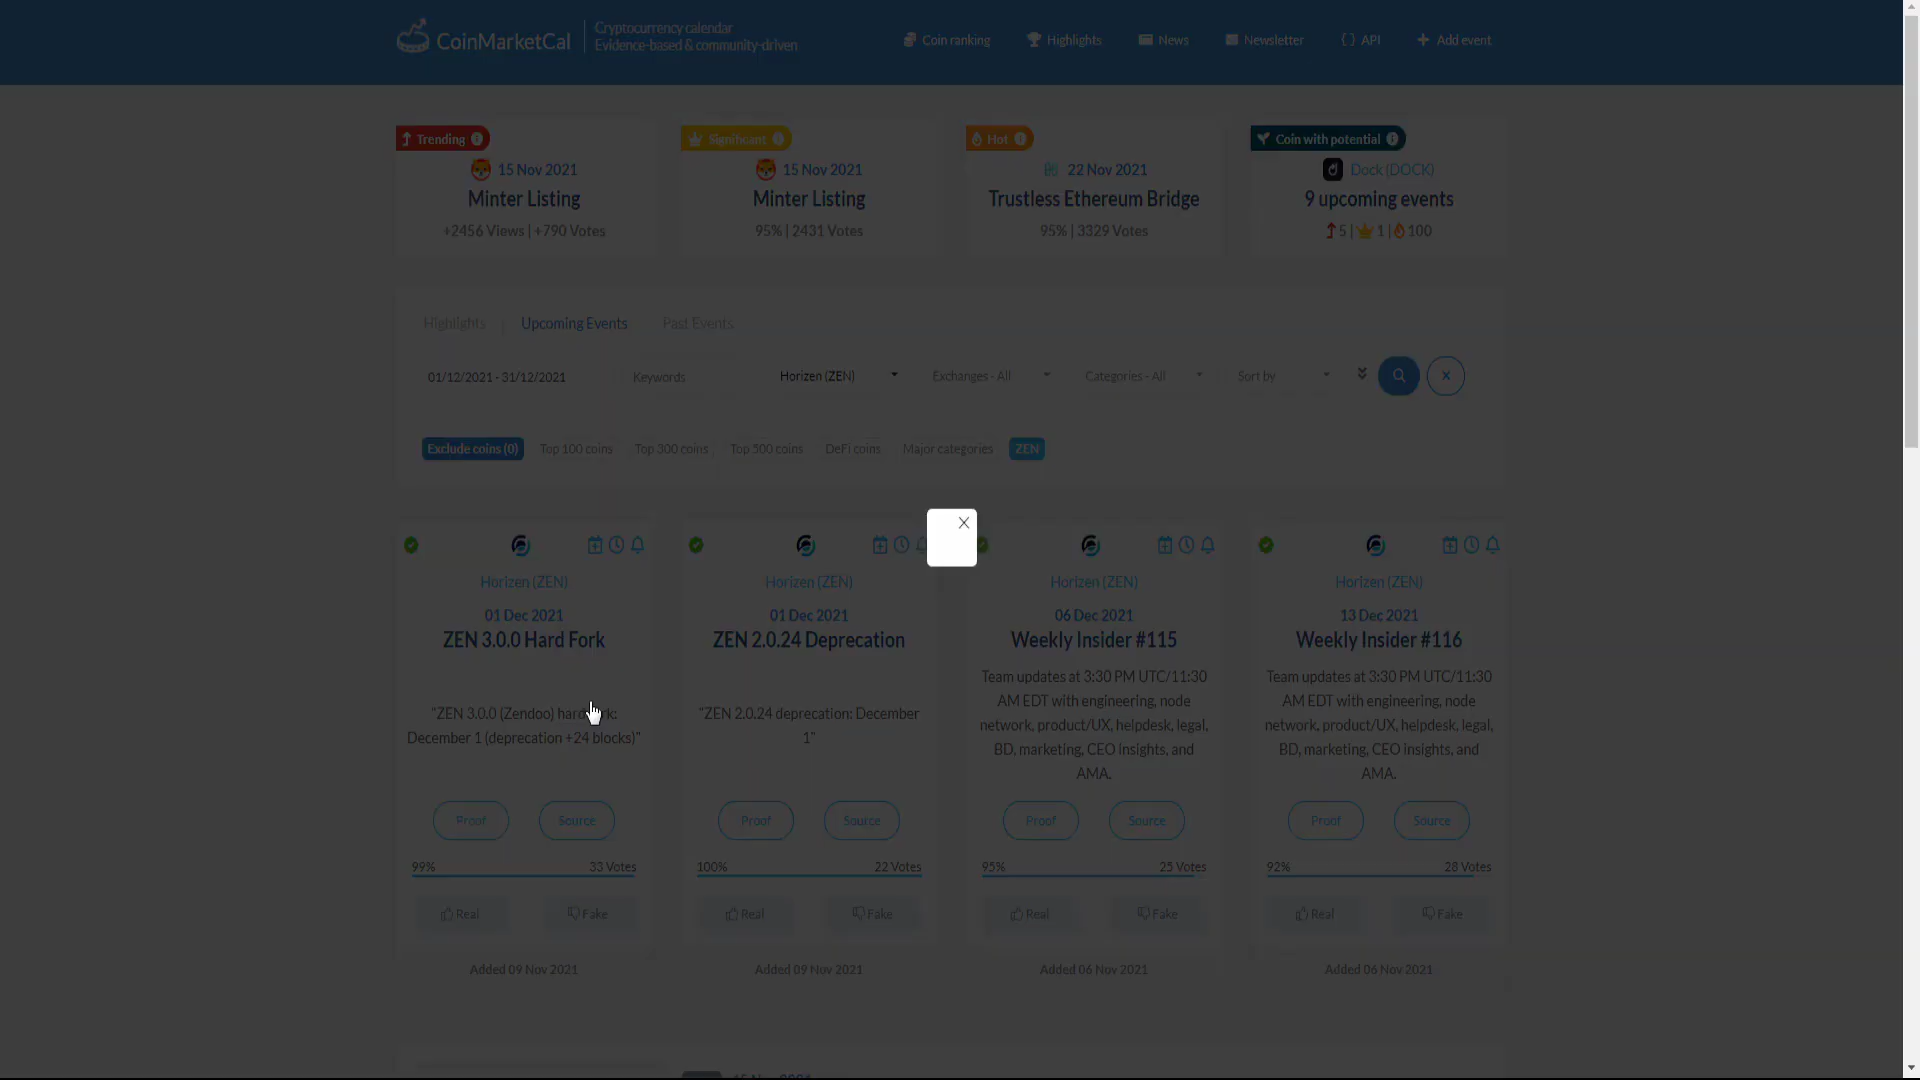 CoinMarketCal
Cryptocurrency calendar
Evidence-based & community-driven
Coin ranking
Highlights
News
Newsletter
API
Add event
Trending
15 Nov 2021
Minter Listing
+2456 Views | +790 Votes
Significant
15 Nov 2021
Minter Listing
95% | 2431 Votes
Hot
22 Nov 2021
Trustless Ethereum Bridge
95% | 3329 Votes
Coin with potential
Dock (DOCK)
9 upcoming events
5 | 1 | 100
Highlights
Upcoming Events
Past Events
01/12/2021 - 31/12/2021
Keywords
Horizen (ZEN)
Exchanges - All
Categories - All
Sort by
Exclude coins (0)
Top 100 coins
Top 300 coins
Top 500 coins
DeFi coins
Major categories
ZEN
Horizen (ZEN)
01 Dec 2021
ZEN 3.0.0 Hard Fork
"ZEN 3.0.0 (Zendoo) hard fork:
December 1 (deprecation +24 blocks)"
Proof
Source
99%
33 Votes
Real
Fake
Added 09 Nov 2021
Horizen (ZEN)
01 Dec 2021
ZEN 2.0.24 Deprecation
"ZEN 2.0.24 deprecation: December
1"
Proof
Source
100%
22 Votes
Real
Fake
Added 09 Nov 2021
Horizen (ZEN)
06 Dec 2021
Weekly Insider #115
Team updates at 3:30 PM UTC/11:30
AM EDT with engineering, node
network, product/UX, helpdesk, legal,
BD, marketing, CEO insights, and
AMA.
Proof
Source
95%
25 Votes
Real
Fake
Added 06 Nov 2021
Horizen (ZEN)
13 Dec 2021
Weekly Insider #116
Team updates at 3:30 PM UTC/11:30
AM EDT with engineering, node
network, product/UX, helpdesk, legal,
BD, marketing, CEO insights, and
AMA.
Proof
Source
92%
28 Votes
Real
Fake
Added 06 Nov 2021